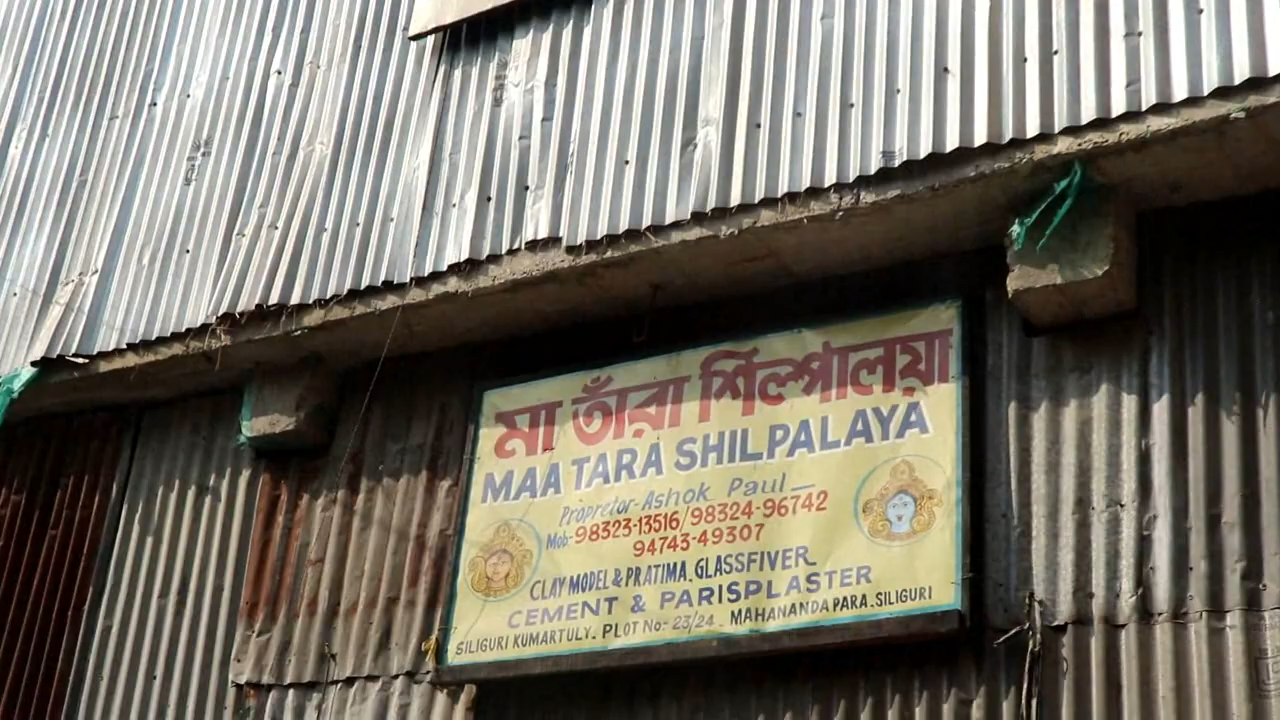 মা তাঁরা শিল্পালয়া
MAA TARA SHILPALAYA
Propretor-Ashok Paul—
Mob:-98323-13516/98324-96742
94743-49307
CLAY MODEL & PRATIMA. GLASSFIVER
CEMENT & PARISPLASTER
SILIGURI KUMARTULY. PLOT No:- 23/24. MAHANANDA PARA.SILIGURI